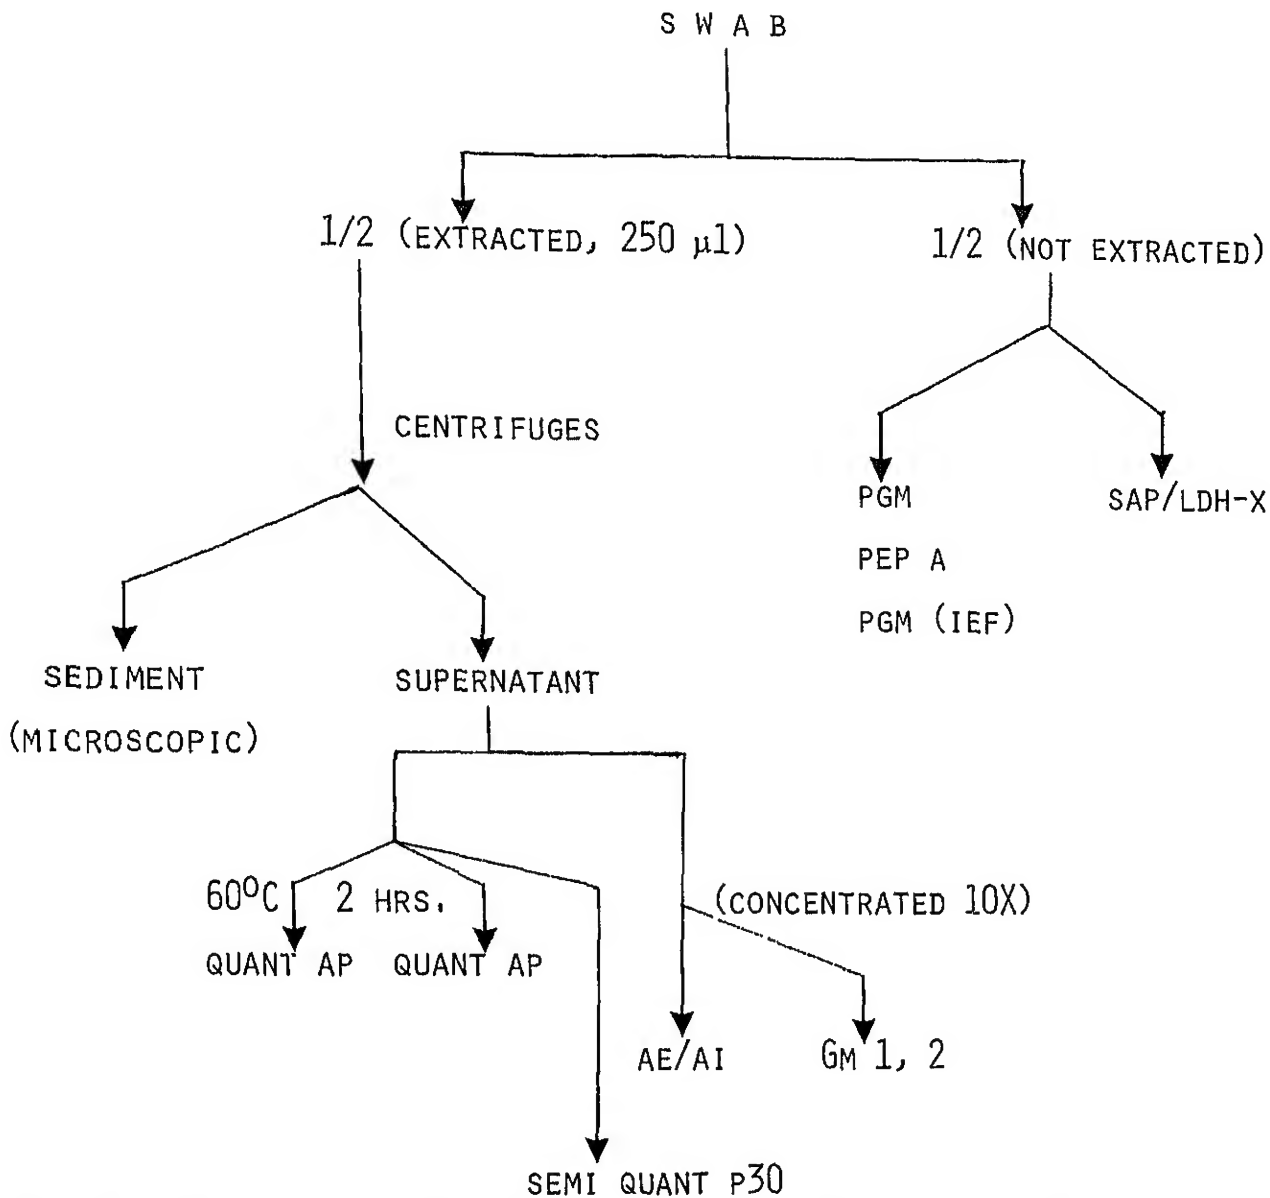 S W A B
1/2 (EXTRACTED, 250 µl)
1/2 (NOT EXTRACTED)
CENTRIFUGES
PGM
SAP/LDH-X
PEP A
PGM (IEF)
SEDIMENT
SUPERNATANT
(MICROSCOPIC)
60°C
2 HRS.
(CONCENTRATED 10X)
QUANT AP
QUANT AP
AE/AI
GM 1, 2
SEMI QUANT P30